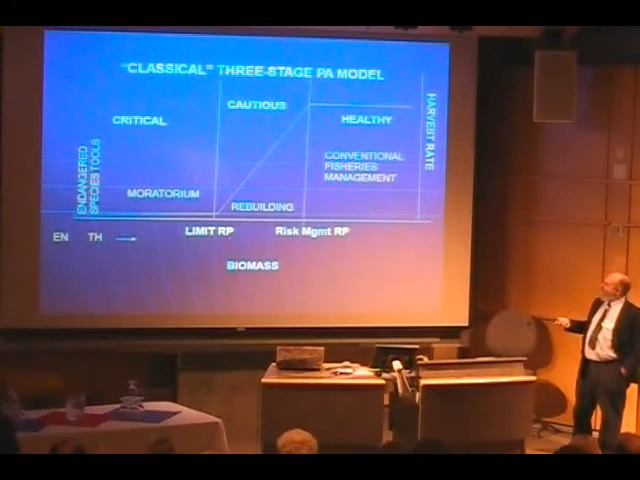 "CLASSICAL" THREE-STAGE PA MODEL
CAUTIOUS
CRITICAL
HEALTHY
HARVEST RATE
ENDANGERED
SPECIES TOOLS
CONVENTIONAL
FISHERIES
MANAGEMENT
MORATORIUM
REBUILDING
EN TH
LIMIT RP
Risk Mgmt RP
BIOMASS